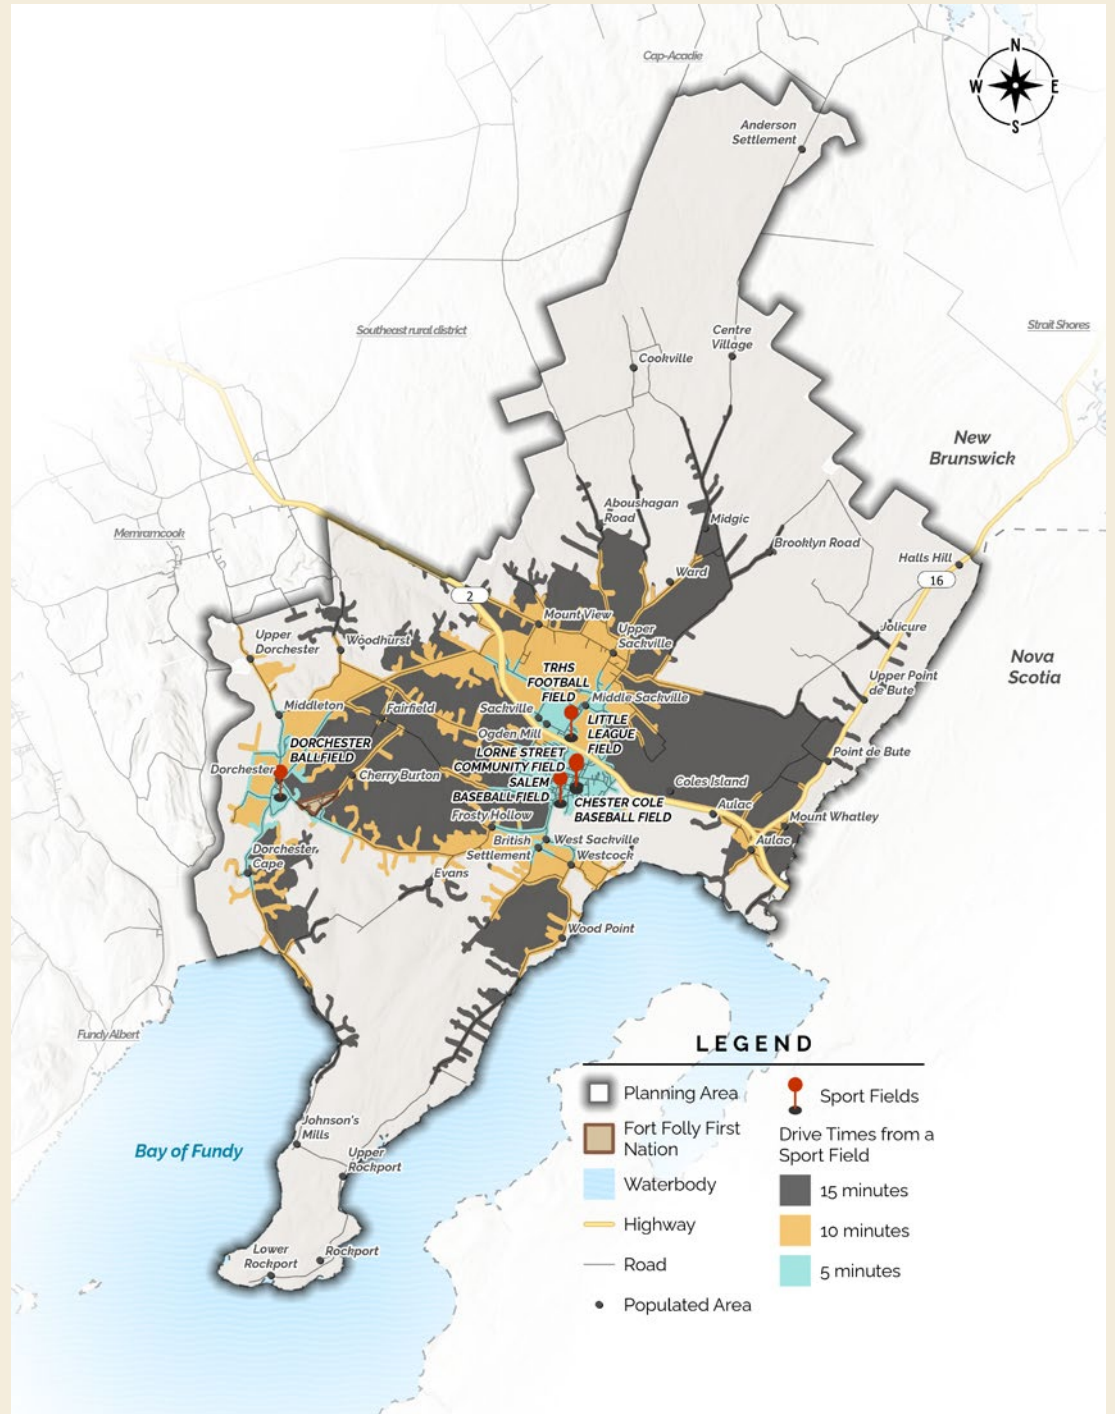 N
W
E
S
Cap-Acadie
Anderson
Settlement
Southeast rural district
Centre
Village
Strait Shores
Cookville
New
Brunswick
Aboushagan
Road
Midgic
Memramcook
Brooklyn Road
Halls Hill
16
2
Ward
Mount View
Jolicure
Upper
Dorchester
Woodhurst
Upper
Sackville
Nova
Scotia
TRHS
FOOTBALL
FIELD
Upper Point
de Bute
Middleton
Fairfield
Sackville
Middle Sackville
Ogden Mill
LITTLE
LEAGUE
FIELD
DORCHESTER
BALLFIELD
LORNE STREET
COMMUNITY FIELD
Point de Bute
Dorchester
Cherry Burton
SALEM
BASEBALL FIELD
Coles Island
CHESTER COLE
BASEBALL FIELD
Aulac
Mount Whatley
Frosty Hollow
British
Settlement
West Sackville
Westcock
Aulac
Dorchester
Cape
Evans
Wood Point
Fundy Albert
Johnson's
Mills
Bay of Fundy
Upper
Rockport
Lower
Rockport
Rockport
LEGEND
Planning Area
Fort Folly First
Nation
Waterbody
Highway
Road
Populated Area
Sport Fields
Drive Times from a
Sport Field
15 minutes
10 minutes
5 minutes